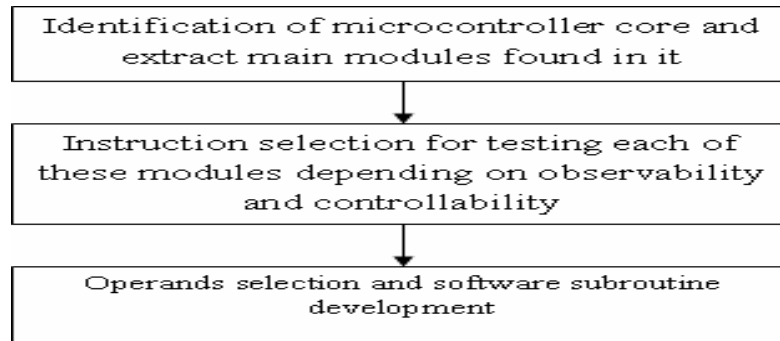 Identification of microcontroller core and
extract main modules found in it
Instruction selection for testing each of
these modules depending on observability
and controllability
Operands selection and software subroutine
development